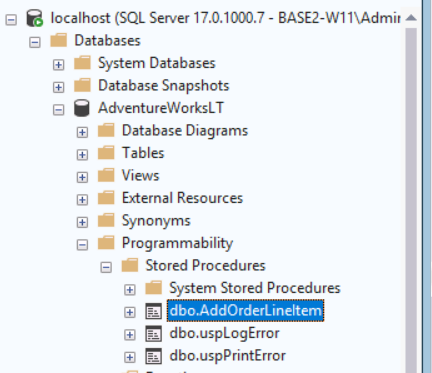 localhost (SQL Server 17.0.1000.7 - BASE2-W11\Admir
Databases
System Databases
Database Snapshots
AdventureWorksLT
Database Diagrams
Tables
Views
External Resources
Synonyms
Programmability
Stored Procedures
System Stored Procedures
dbo.AddOrderLineItem
dbo.uspLogError
dbo.uspPrintError